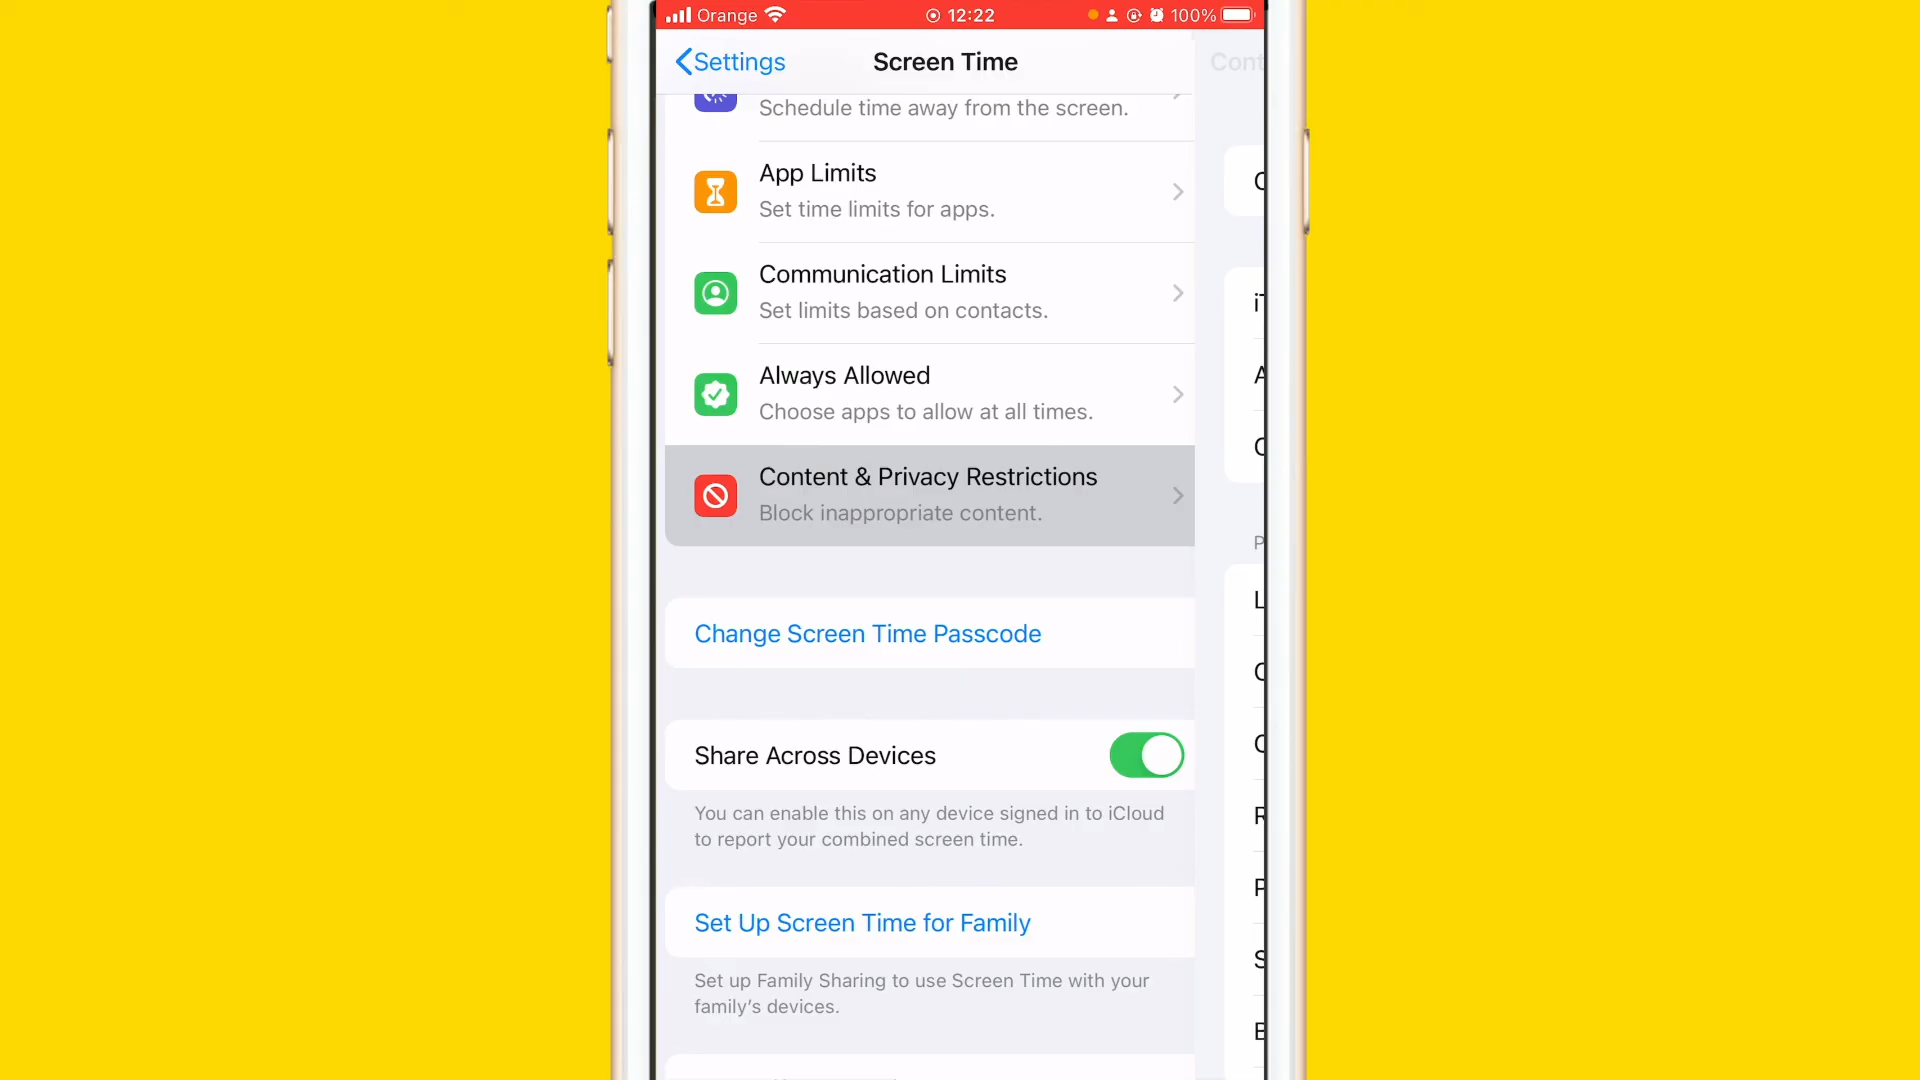 Orange 12:22 100%
Settings Screen Time Cont
Schedule time away from the screen.
App Limits
Set time limits for apps.
Communication Limits
Set limits based on contacts.
Always Allowed
Choose apps to allow at all times.
Content & Privacy Restrictions
Block inappropriate content.
Change Screen Time Passcode
Share Across Devices
You can enable this on any device signed in to iCloud
to report your combined screen time.
Set Up Screen Time for Family
Set up Family Sharing to use Screen Time with your
family's devices.